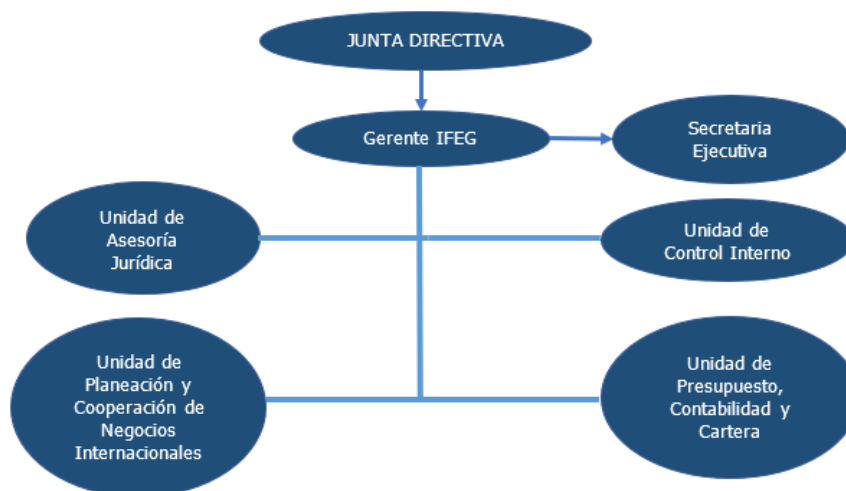 JUNTA DIRECTIVA
Gerente IFEG
Secretaria
Ejecutiva
Unidad de
Asesoría
Jurídica
Unidad de
Control Interno
Unidad de
Planeación y
Cooperación de
Negocios
Internacionales
Unidad de
Presupuesto,
Contabilidad y
Cartera